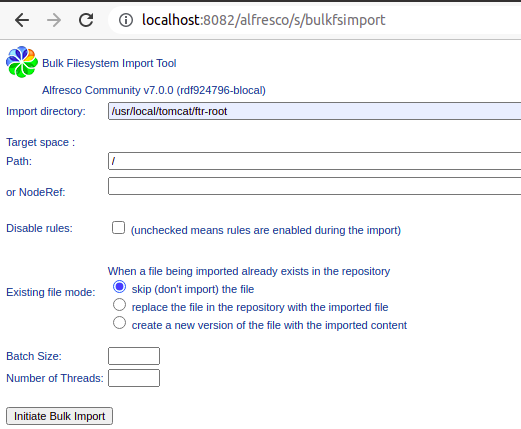 localhost:8082/alfresco/s/bulkfsimport
Bulk Filesystem Import Tool
Alfresco Community v7.0.0 (rdf924796-blocal)
Import directory: /usr/local/tomcat/ftr-root
Target space :
Path: /
or NodeRef:
Disable rules: (unchecked means rules are enabled during the import)
When a file being imported already exists in the repository
Existing file mode: skip (don't import) the file
replace the file in the repository with the imported file
create a new version of the file with the imported content
Batch Size:
Number of Threads:
Initiate Bulk Import